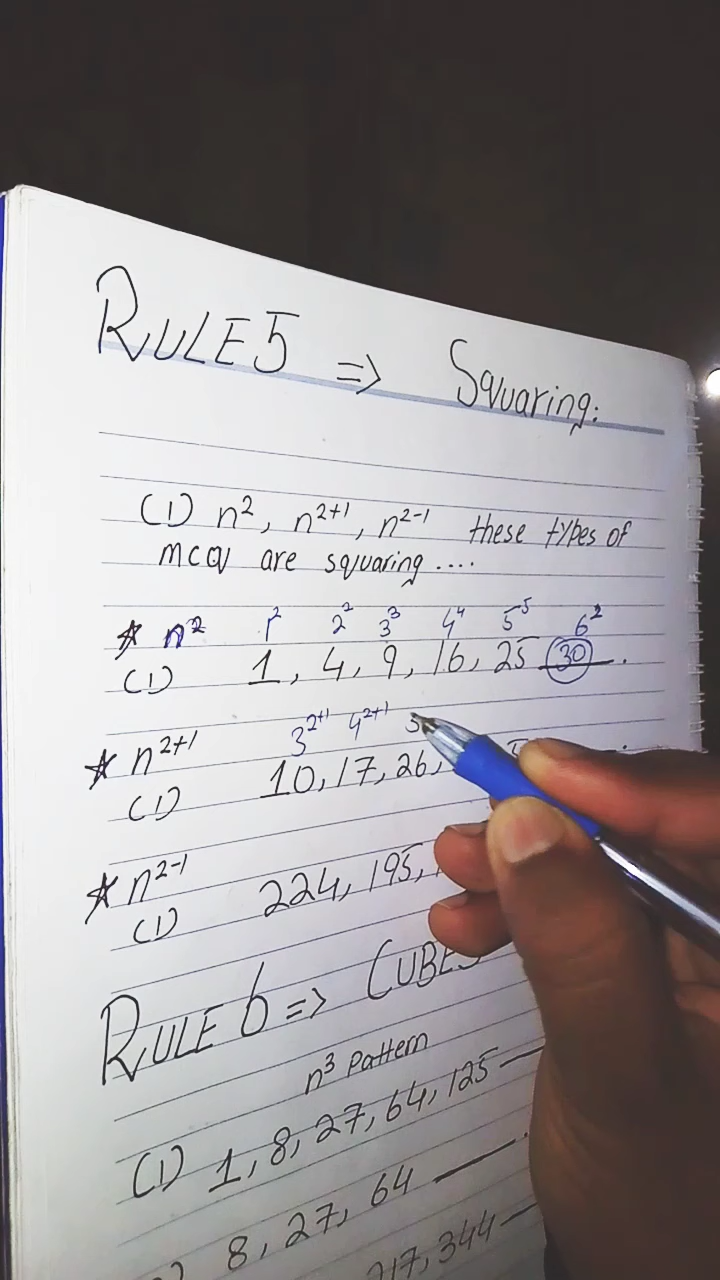 RULE 5 => Squaring:
(1) n², n²⁺¹, n²⁻¹ these types of
mcq are squaring....
* n² 1² 2² 3³ 4⁴ 5⁵ 6²
(1) 1, 4, 9, 16, 25 30.
* n²⁺¹ 3²⁺¹ 4²⁺¹ 5
(1) 10, 17, 26,
* n²⁻¹
(1) 224, 195,
RULE 6 => CUBES
n³ Pattern
(1) 1, 8, 27, 64, 125
8, 27, 64
217, 344